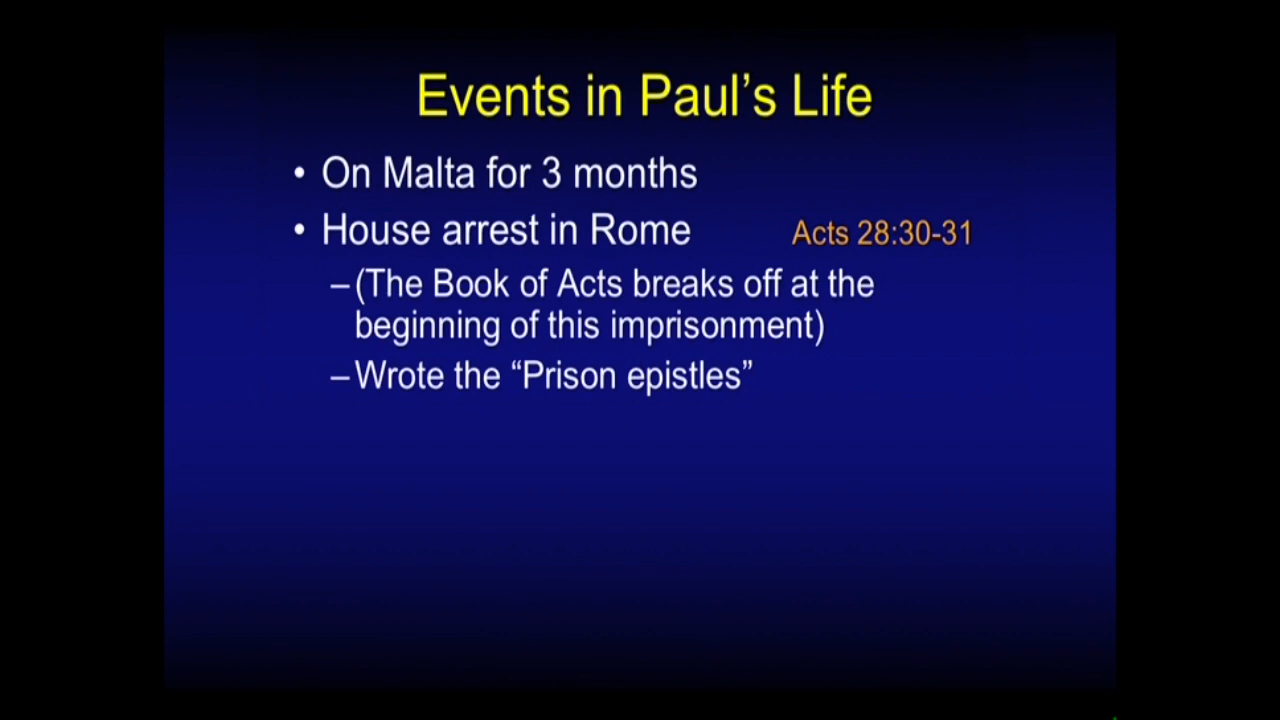 Events in Paul’s Life
• On Malta for 3 months
• House arrest in Rome Acts 28:30-31
–(The Book of Acts breaks off at the
beginning of this imprisonment)
–Wrote the “Prison epistles”